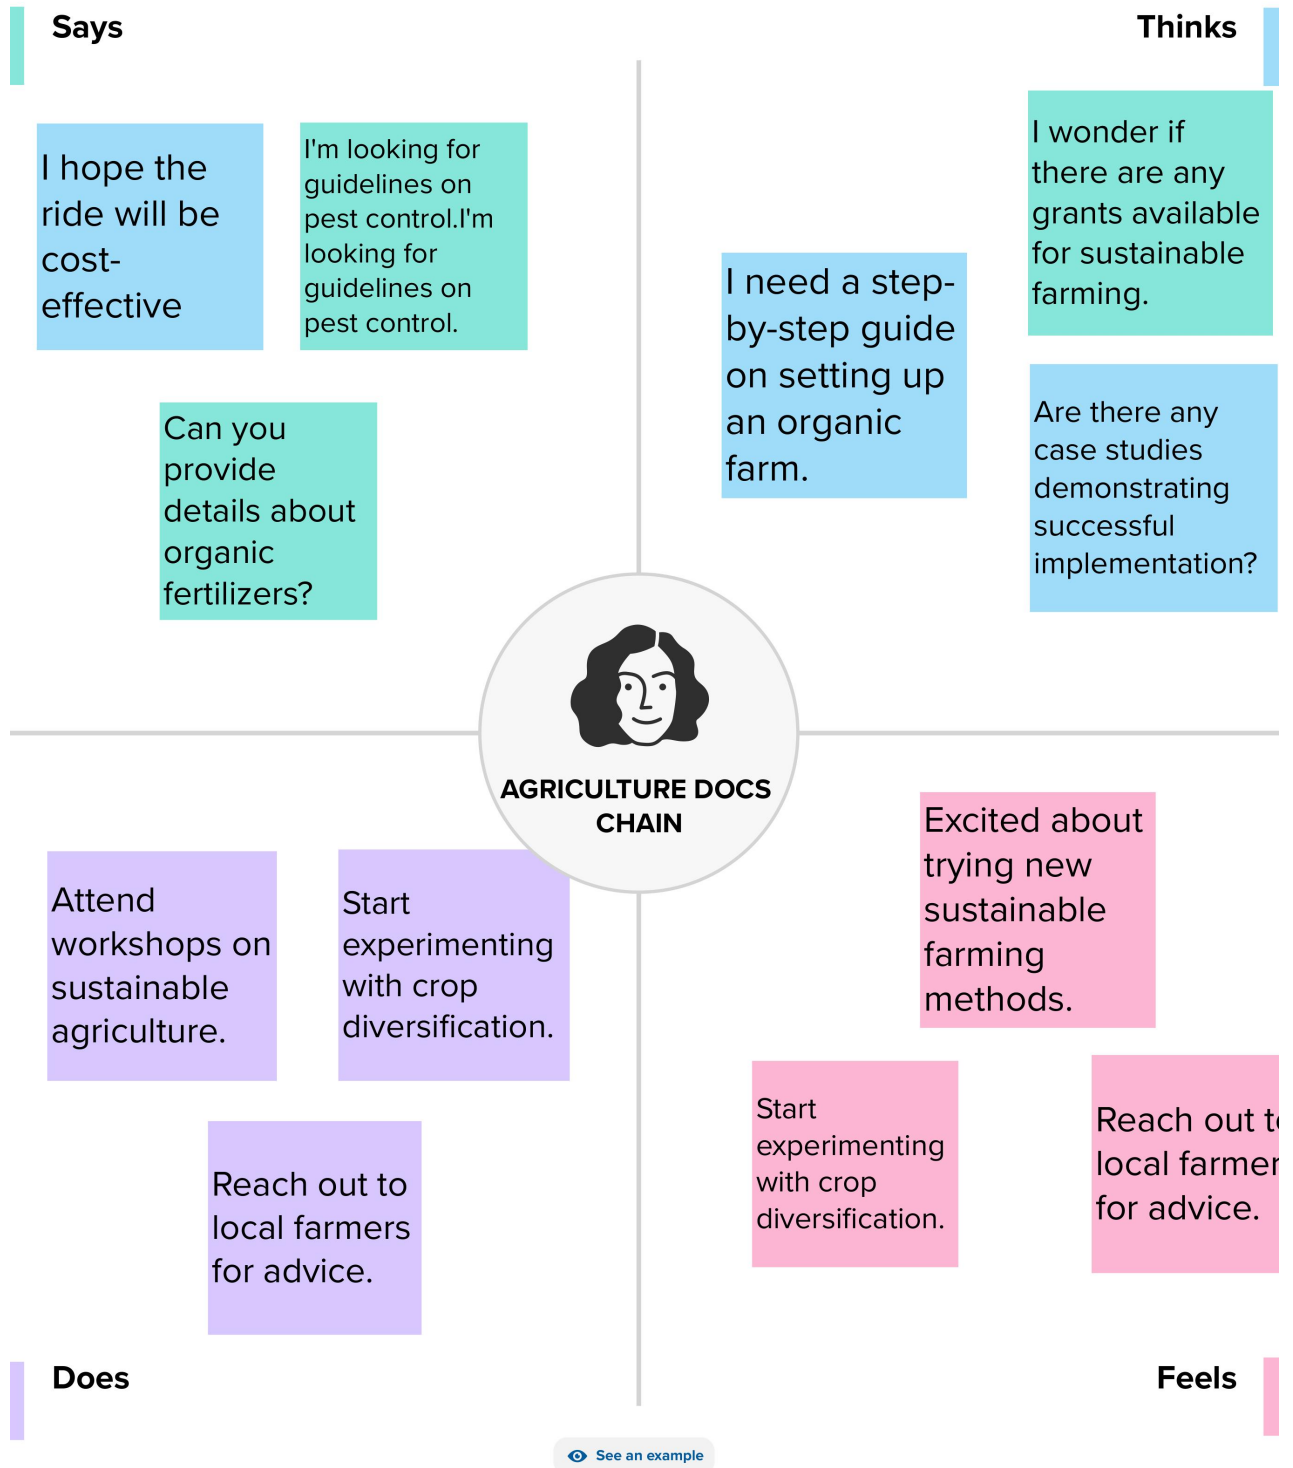 Says
Thinks
I hope the
ride will be
cost-
effective
I'm looking for
guidelines on
pest control.I'm
looking for
guidelines on
pest control.
Can you
provide
details about
organic
fertilizers?
I need a step-
by-step guide
on setting up
an organic
farm.
I wonder if
there are any
grants available
for sustainable
farming.
Are there any
case studies
demonstrating
successful
implementation?
AGRICULTURE DOCS
CHAIN
Attend
workshops on
sustainable
agriculture.
Start
experimenting
with crop
diversification.
Reach out to
local farmers
for advice.
Excited about
trying new
sustainable
farming
methods.
Start
experimenting
with crop
diversification.
Reach out t
local farmer
for advice.
Does
Feels
See an example